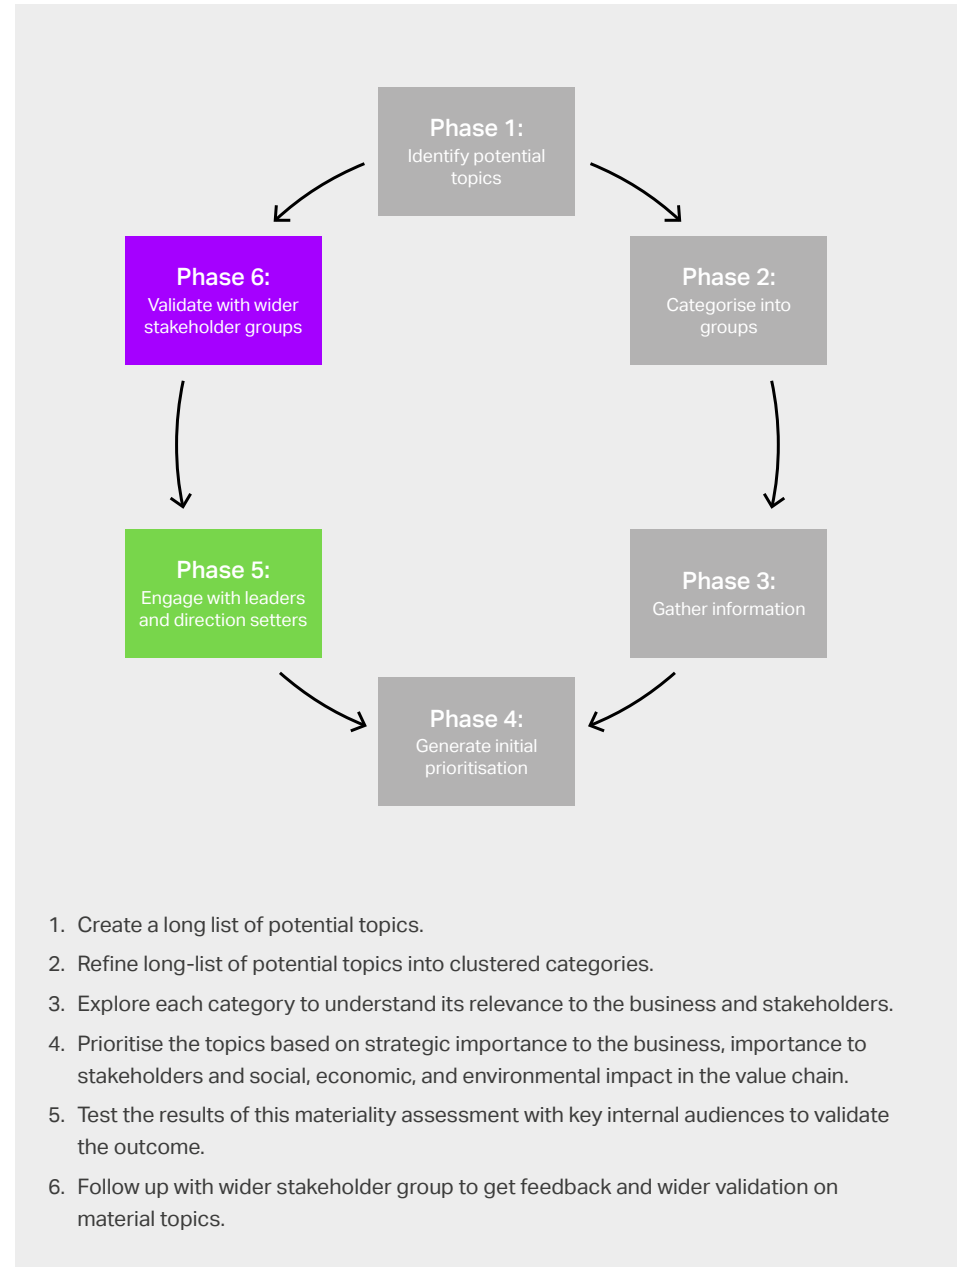 Phase 1:
Identify potential
topics
Phase 6:
Validate with wider
stakeholder groups
Phase 2:
Categorise into
groups
Phase 5:
Engage with leaders
and direction setters
Phase 3:
Gather information
Phase 4:
Generate initial
prioritisation
1. Create a long list of potential topics.
2. Refine long-list of potential topics into clustered categories.
3. Explore each category to understand its relevance to the business and stakeholders.
4. Prioritise the topics based on strategic importance to the business, importance to
stakeholders and social, economic, and environmental impact in the value chain.
5. Test the results of this materiality assessment with key internal audiences to validate
the outcome.
6. Follow up with wider stakeholder group to get feedback and wider validation on
material topics.